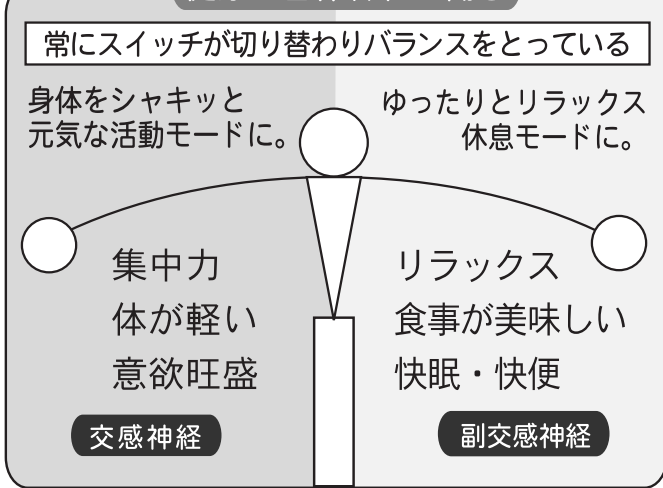 常にスイッチが切り替わりバランスをとっている
身体をシャキッと
元気な活動モードに。
ゆったりとリラックス
休息モードに。
集中力
体が軽い
意欲旺盛
交感神経
リラックス
食事が美味しい
快眠・快便
副交感神経